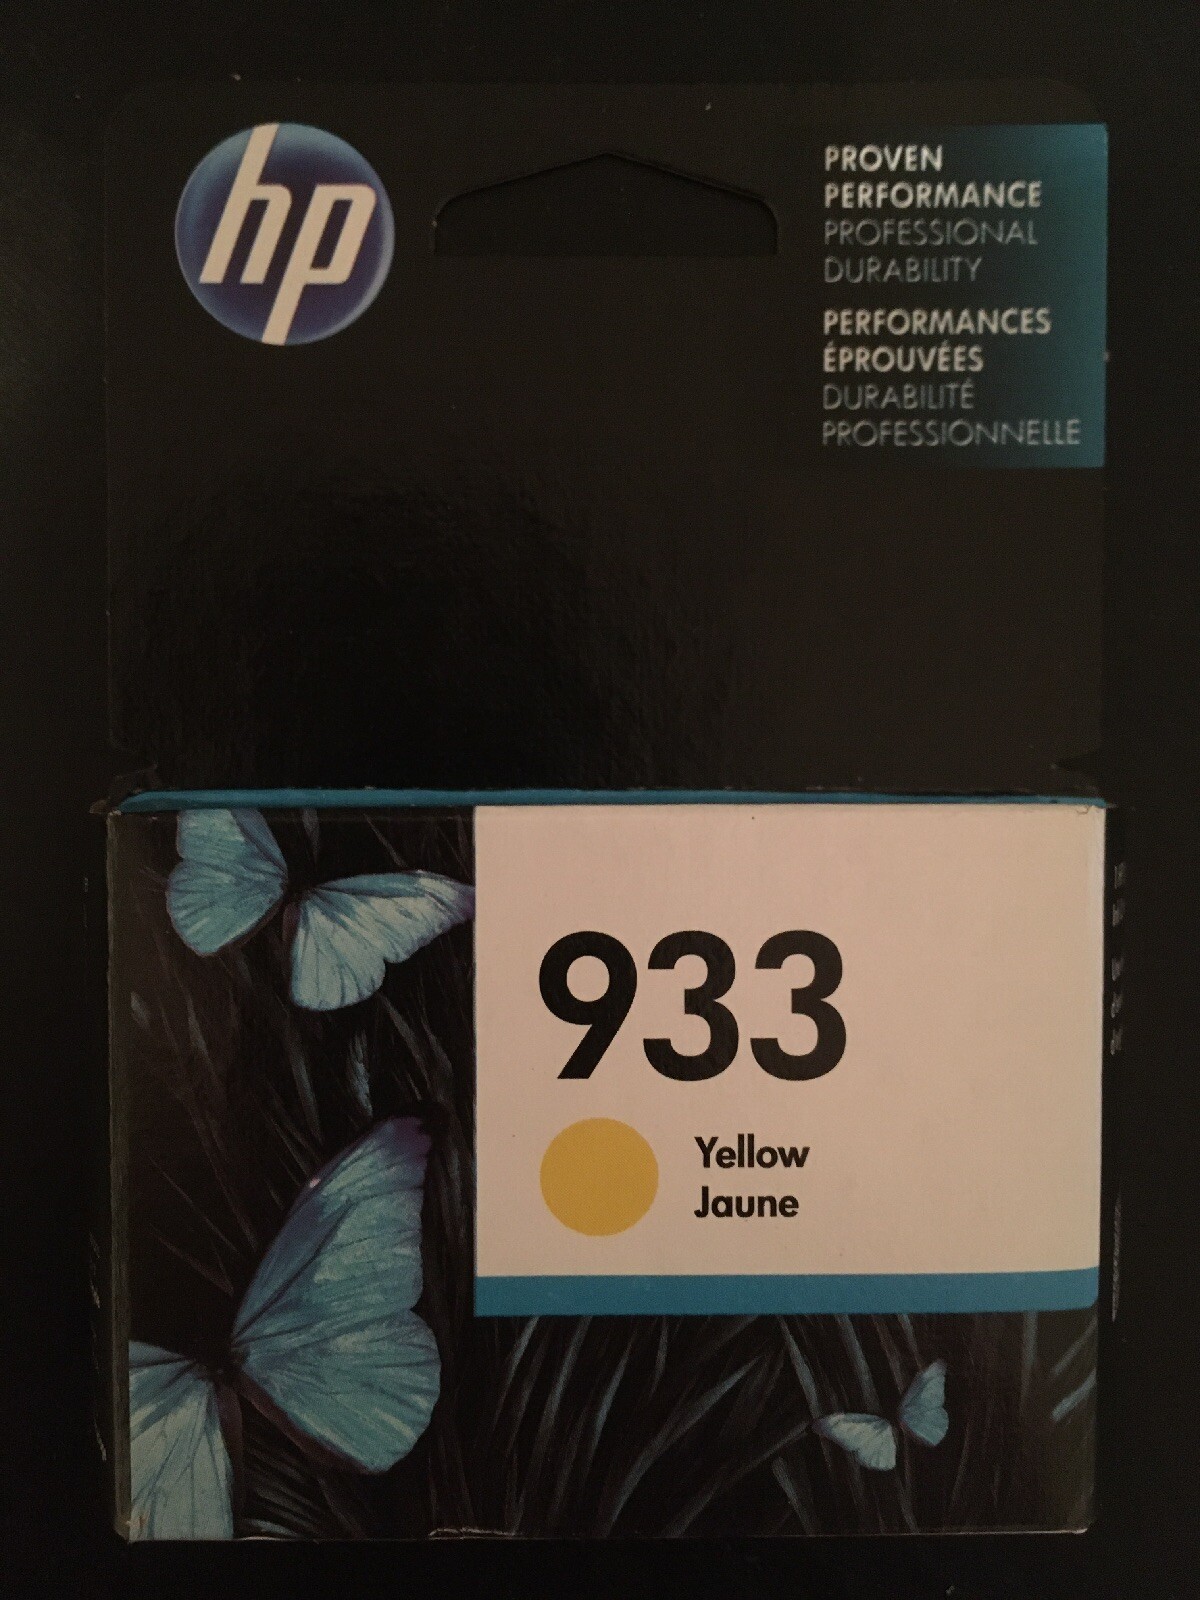 hp
PROVEN
PERFORMANCE
PROFESSIONAL
DURABILITY
PERFORMANCES
ÉPROUVÉES
DURABILITÉ
PROFESSIONNELLE
933
Yellow
Jaune